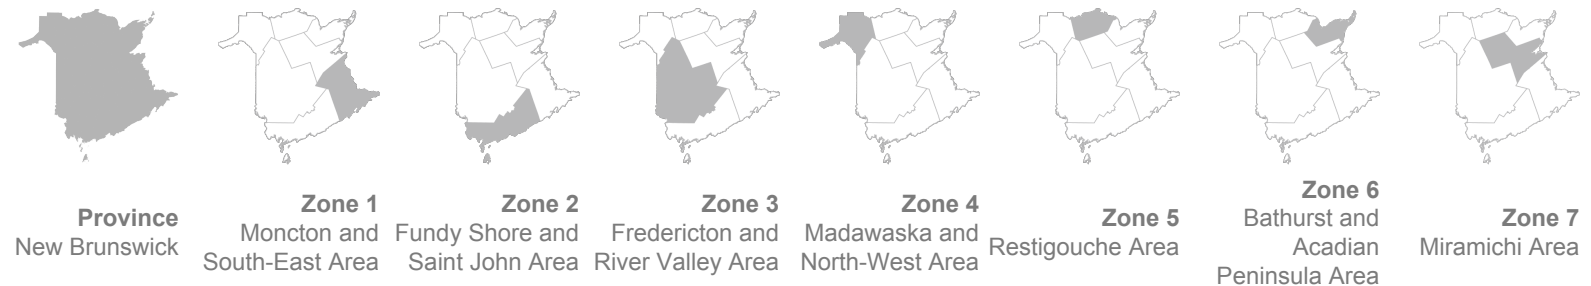 Province
New Brunswick
Zone 1
Moncton and
South-East Area
Zone 2
Fundy Shore and
Saint John Area
Zone 3
Fredericton and
River Valley Area
Zone 4
Madawaska and
North-West Area
Zone 5
Restigouche Area
Zone 6
Bathurst and
Acadian
Peninsula Area
Zone 7
Miramichi Area